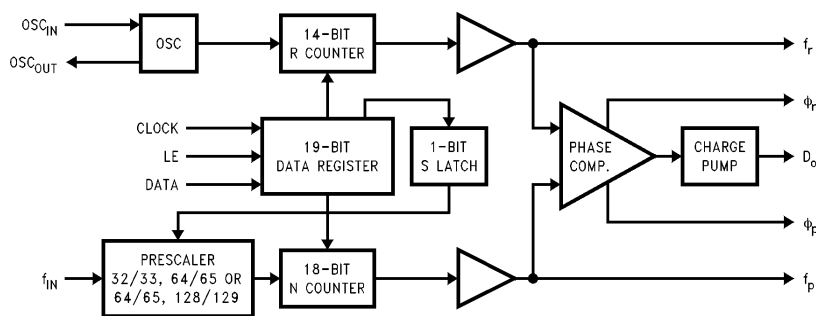 OSC_IN
OSC_OUT
OSC
14-BIT
R COUNTER
f_r
ϕ_r
CLOCK
LE
DATA
19-BIT
DATA REGISTER
1-BIT
S LATCH
PHASE
COMP.
CHARGE
PUMP
D_o
ϕ_p
f_IN
PRESCALER
32/33, 64/65 OR
64/65, 128/129
18-BIT
N COUNTER
f_p